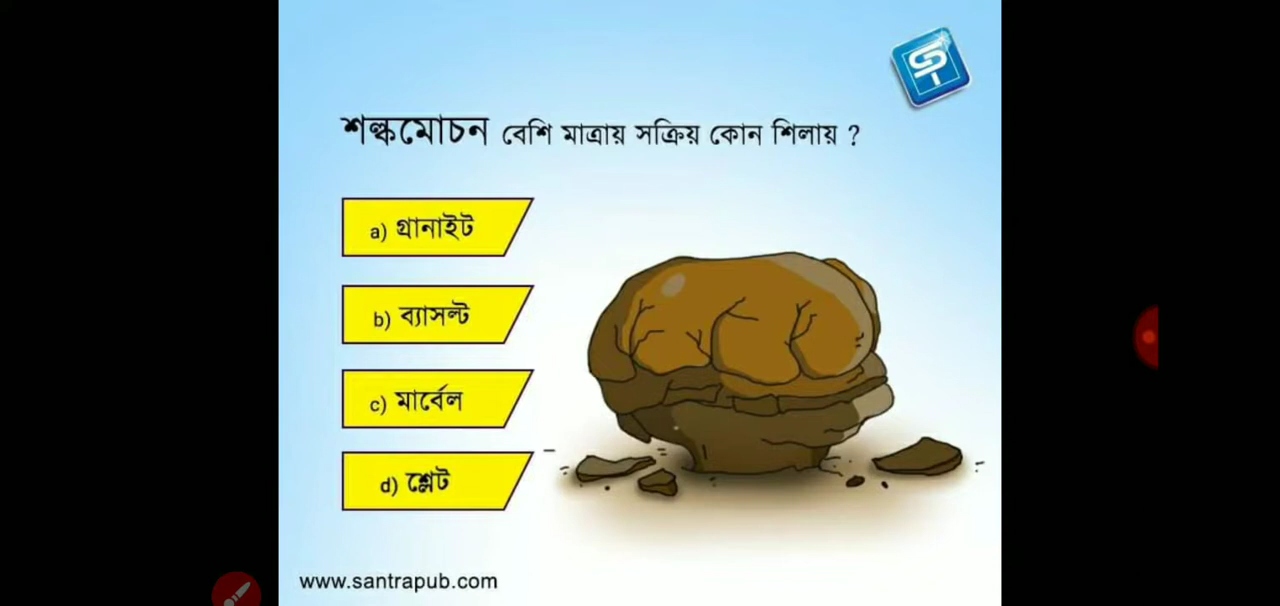 শল্কমোচন বেশি মাত্রায় সক্রিয় কোন শিলায় ?
a) গ্রানাইট
b) ব্যাসল্ট
c) মার্বেল
d) শ্লেট
www.santrapub.com